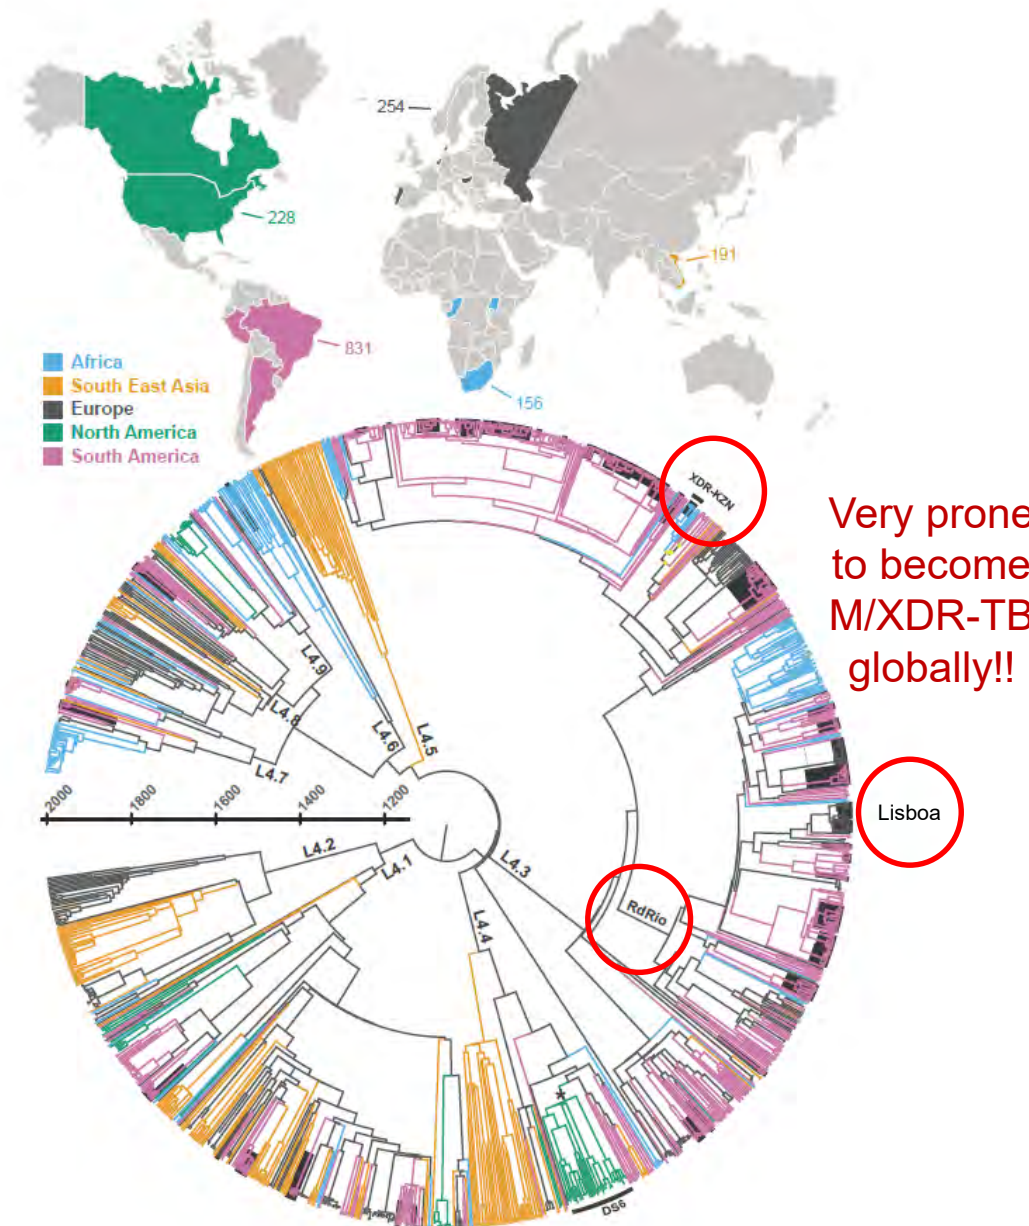 254
228
191
831
156
Africa
South East Asia
Europe
North America
South America
XDR-KZN
Very prone
to become
M/XDR-TB
globally!!
L4.9
L4.8
L4.6
L4.5
L4.7
2000
1800
1600
1400
1200
Lisboa
L4.2
L4.1
L4.3
L4.4
RdRio
*
DS6